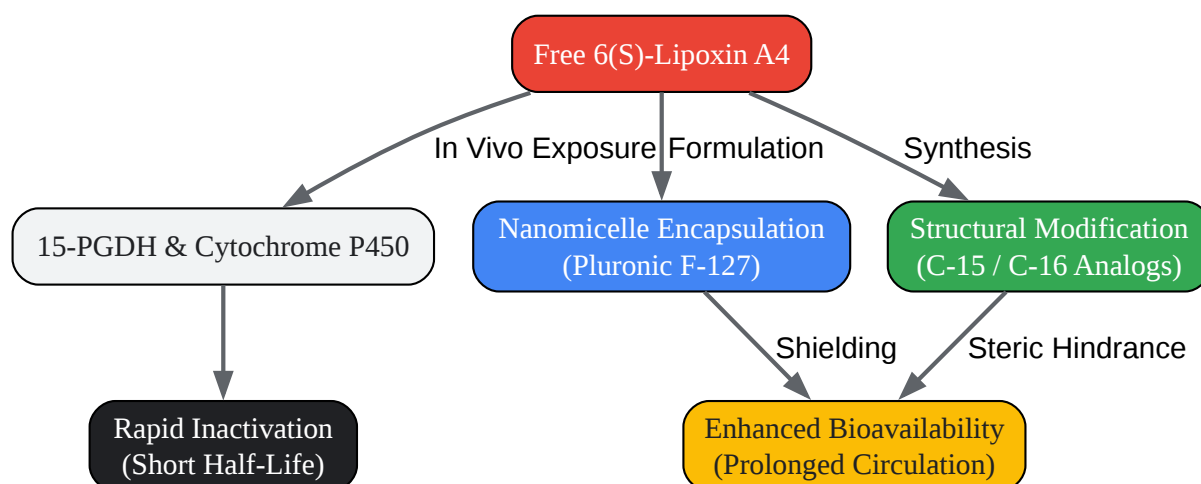 Free 6(S)-Lipoxin A4
In Vivo Exposure
Formulation
Synthesis
15-PGDH & Cytochrome P450
Nanomicelle Encapsulation
(Pluronic F-127)
Structural Modification
(C-15 / C-16 Analogs)
Shielding
Steric Hindrance
Rapid Inactivation
(Short Half-Life)
Enhanced Bioavailability
(Prolonged Circulation)